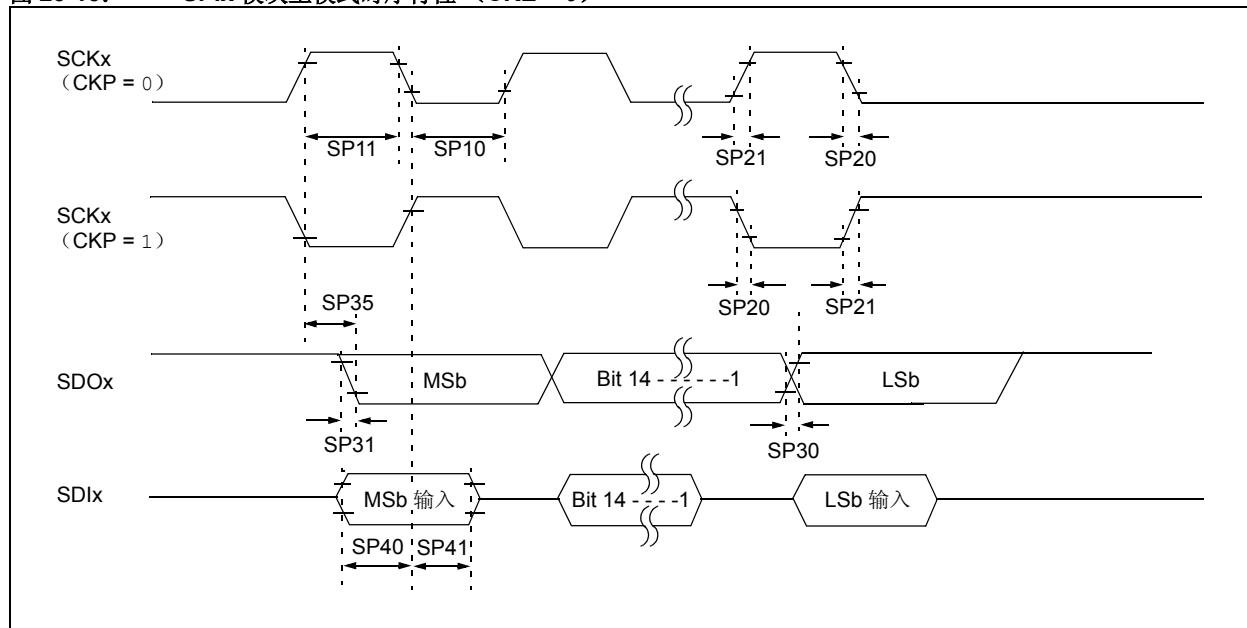 SCKx
（CKP = 0）
SP11
SP10
SP21
SP20
SCKx
（CKP = 1）
SP35
SP20
SP21
SDOx
MSb
Bit 14 - - - - - -1
LSb
SP31
SP30
SDIx
MSb 输入
Bit 14 - - - -1
LSb 输入
SP40
SP41